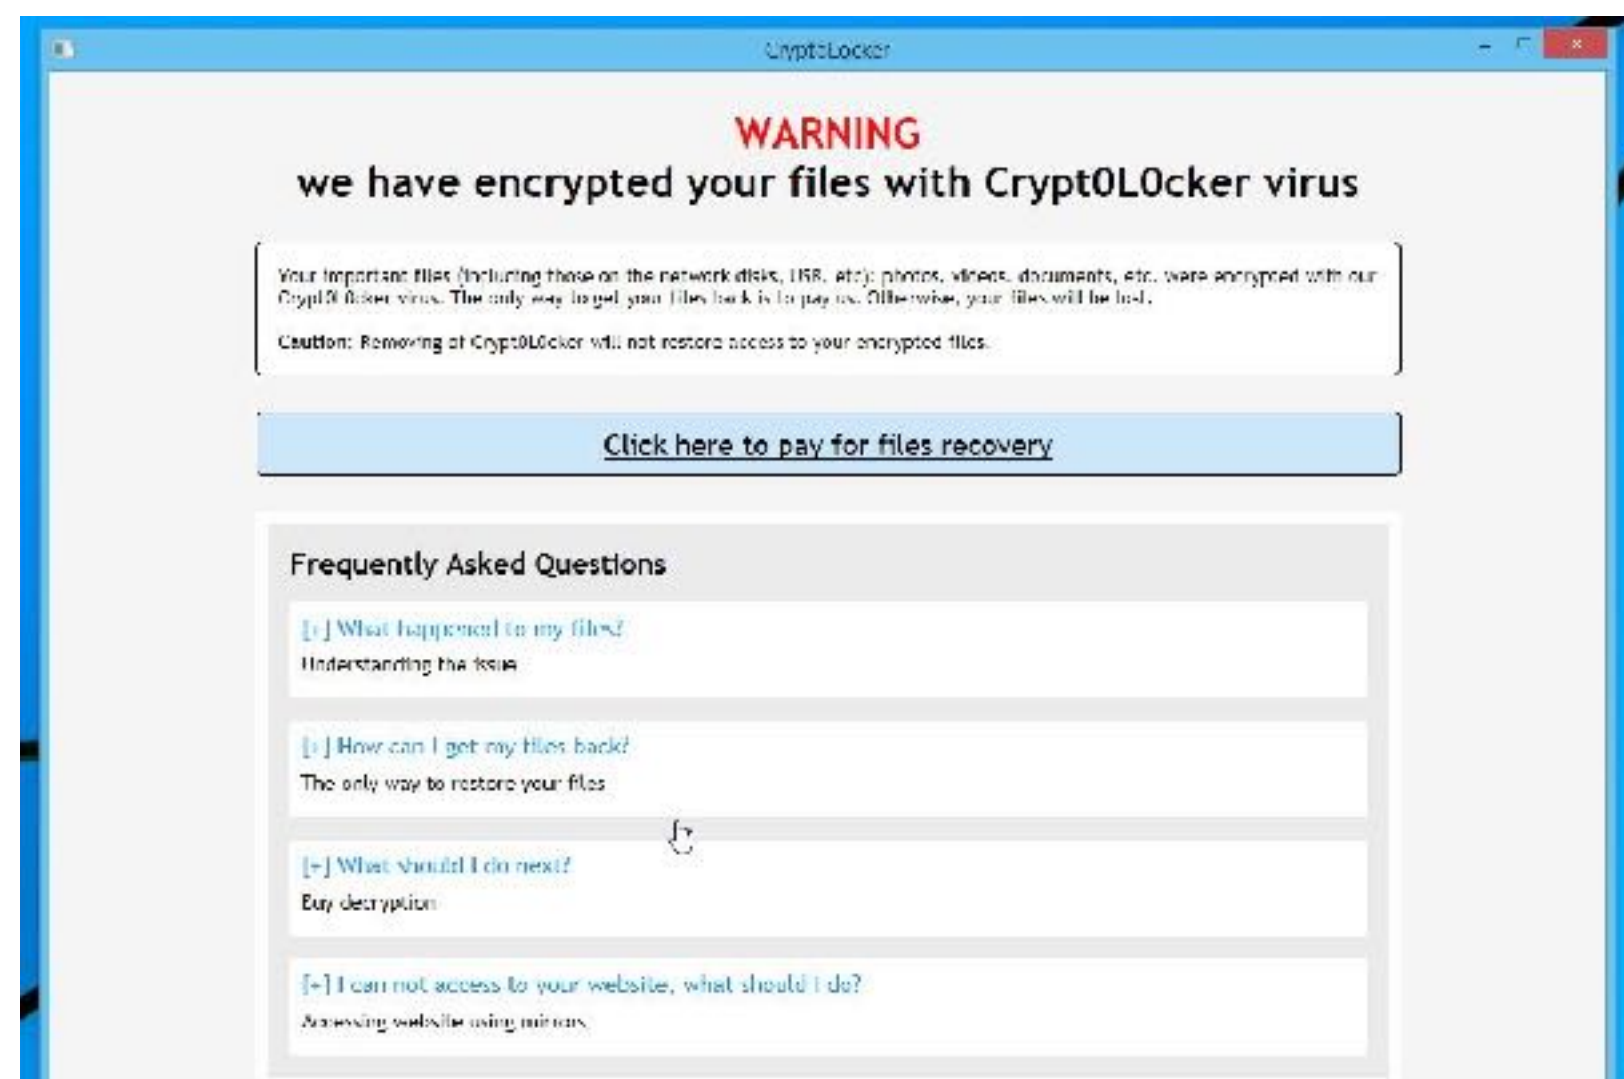 CryptoLocker
WARNING
we have encrypted your files with Crypt0L0cker virus
Your important files (including those on the network disks, USB, etc): photos, videos, documents, etc. were encrypted with our
Crypt0L0cker virus. The only way to get your files back is to pay us. Otherwise, your files will be lost.
Caution: Removing of Crypt0L0cker will not restore access to your encrypted files.
Click here to pay for files recovery
Frequently Asked Questions
[+] What happened to my files?
Understanding the issue
[+] How can I get my files back?
The only way to restore your files
[+] What should I do next?
Buy decryption
[+] I can not access to your website, what should I do?
Accessing website using mirrors